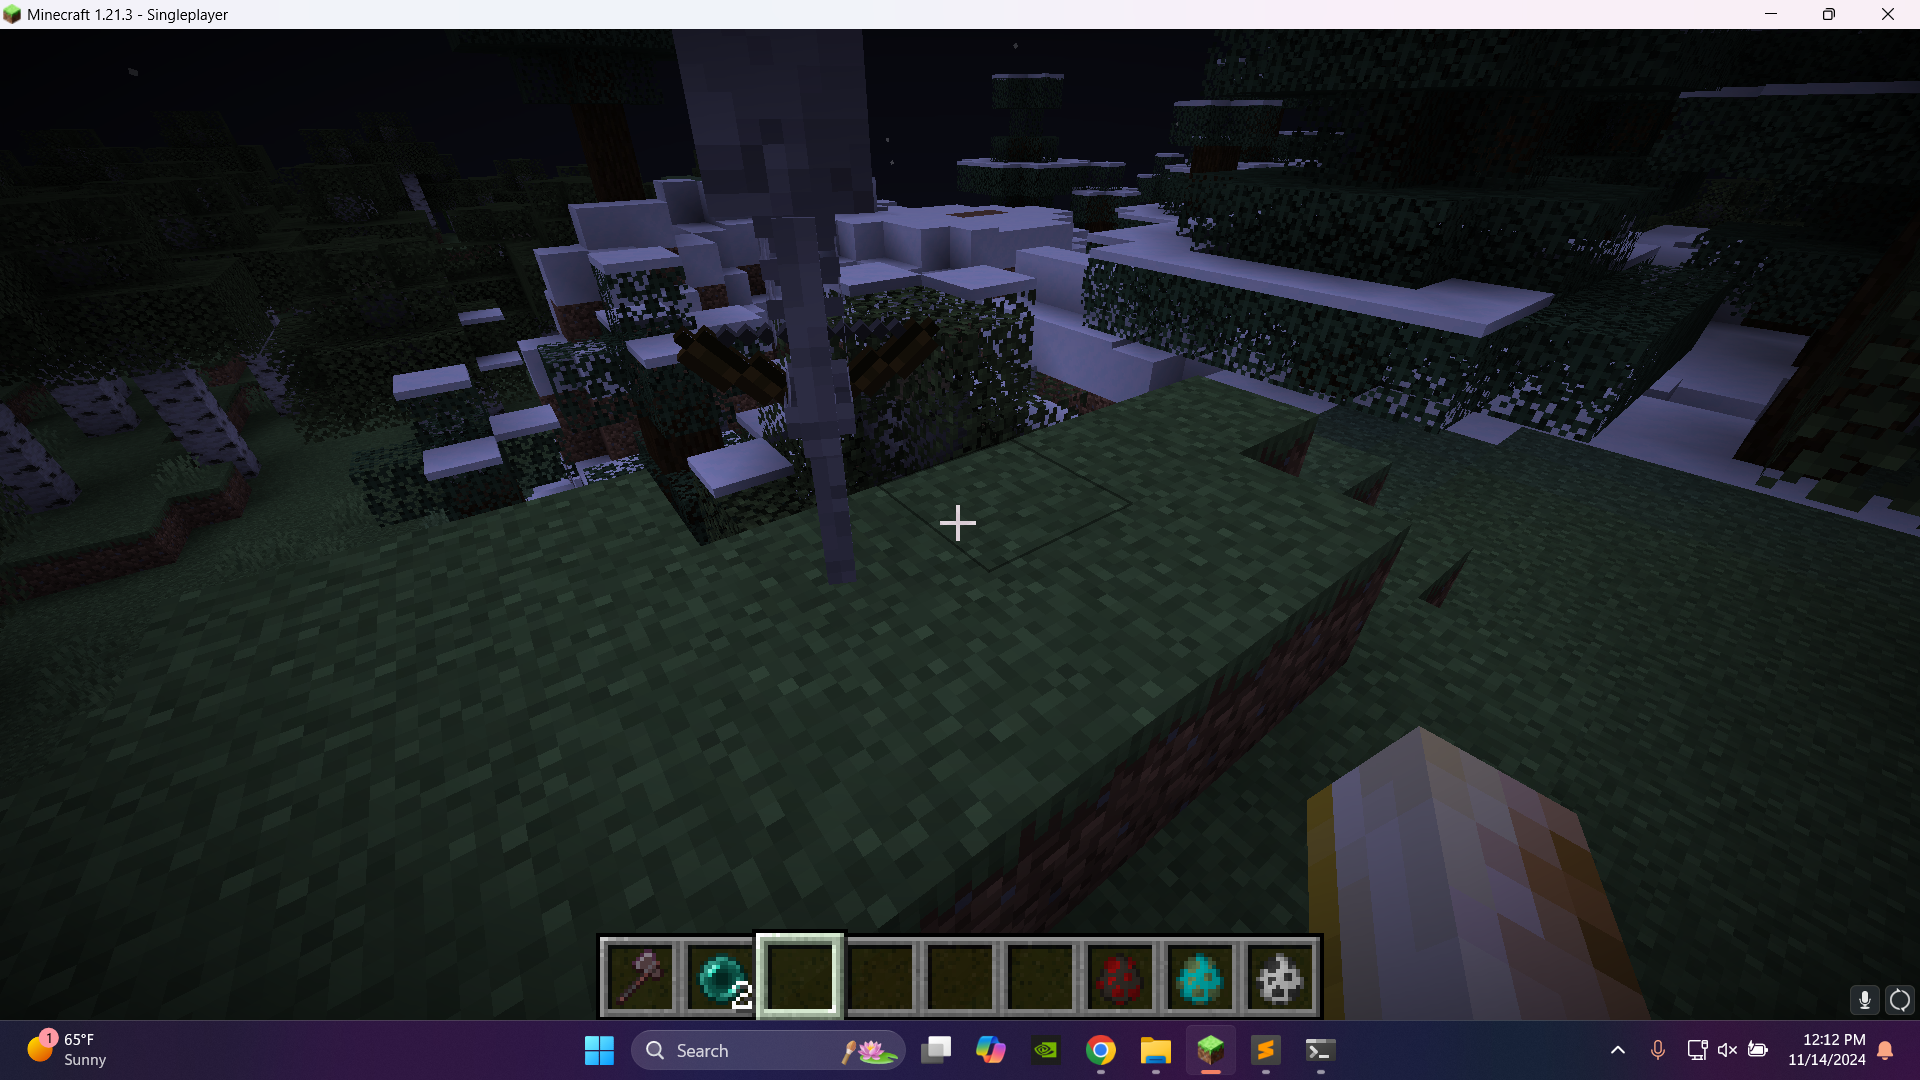 Minecraft 1.21.3 - Singleplayer
2
1
65°F
Sunny
Search
12:12 PM
11/14/2024